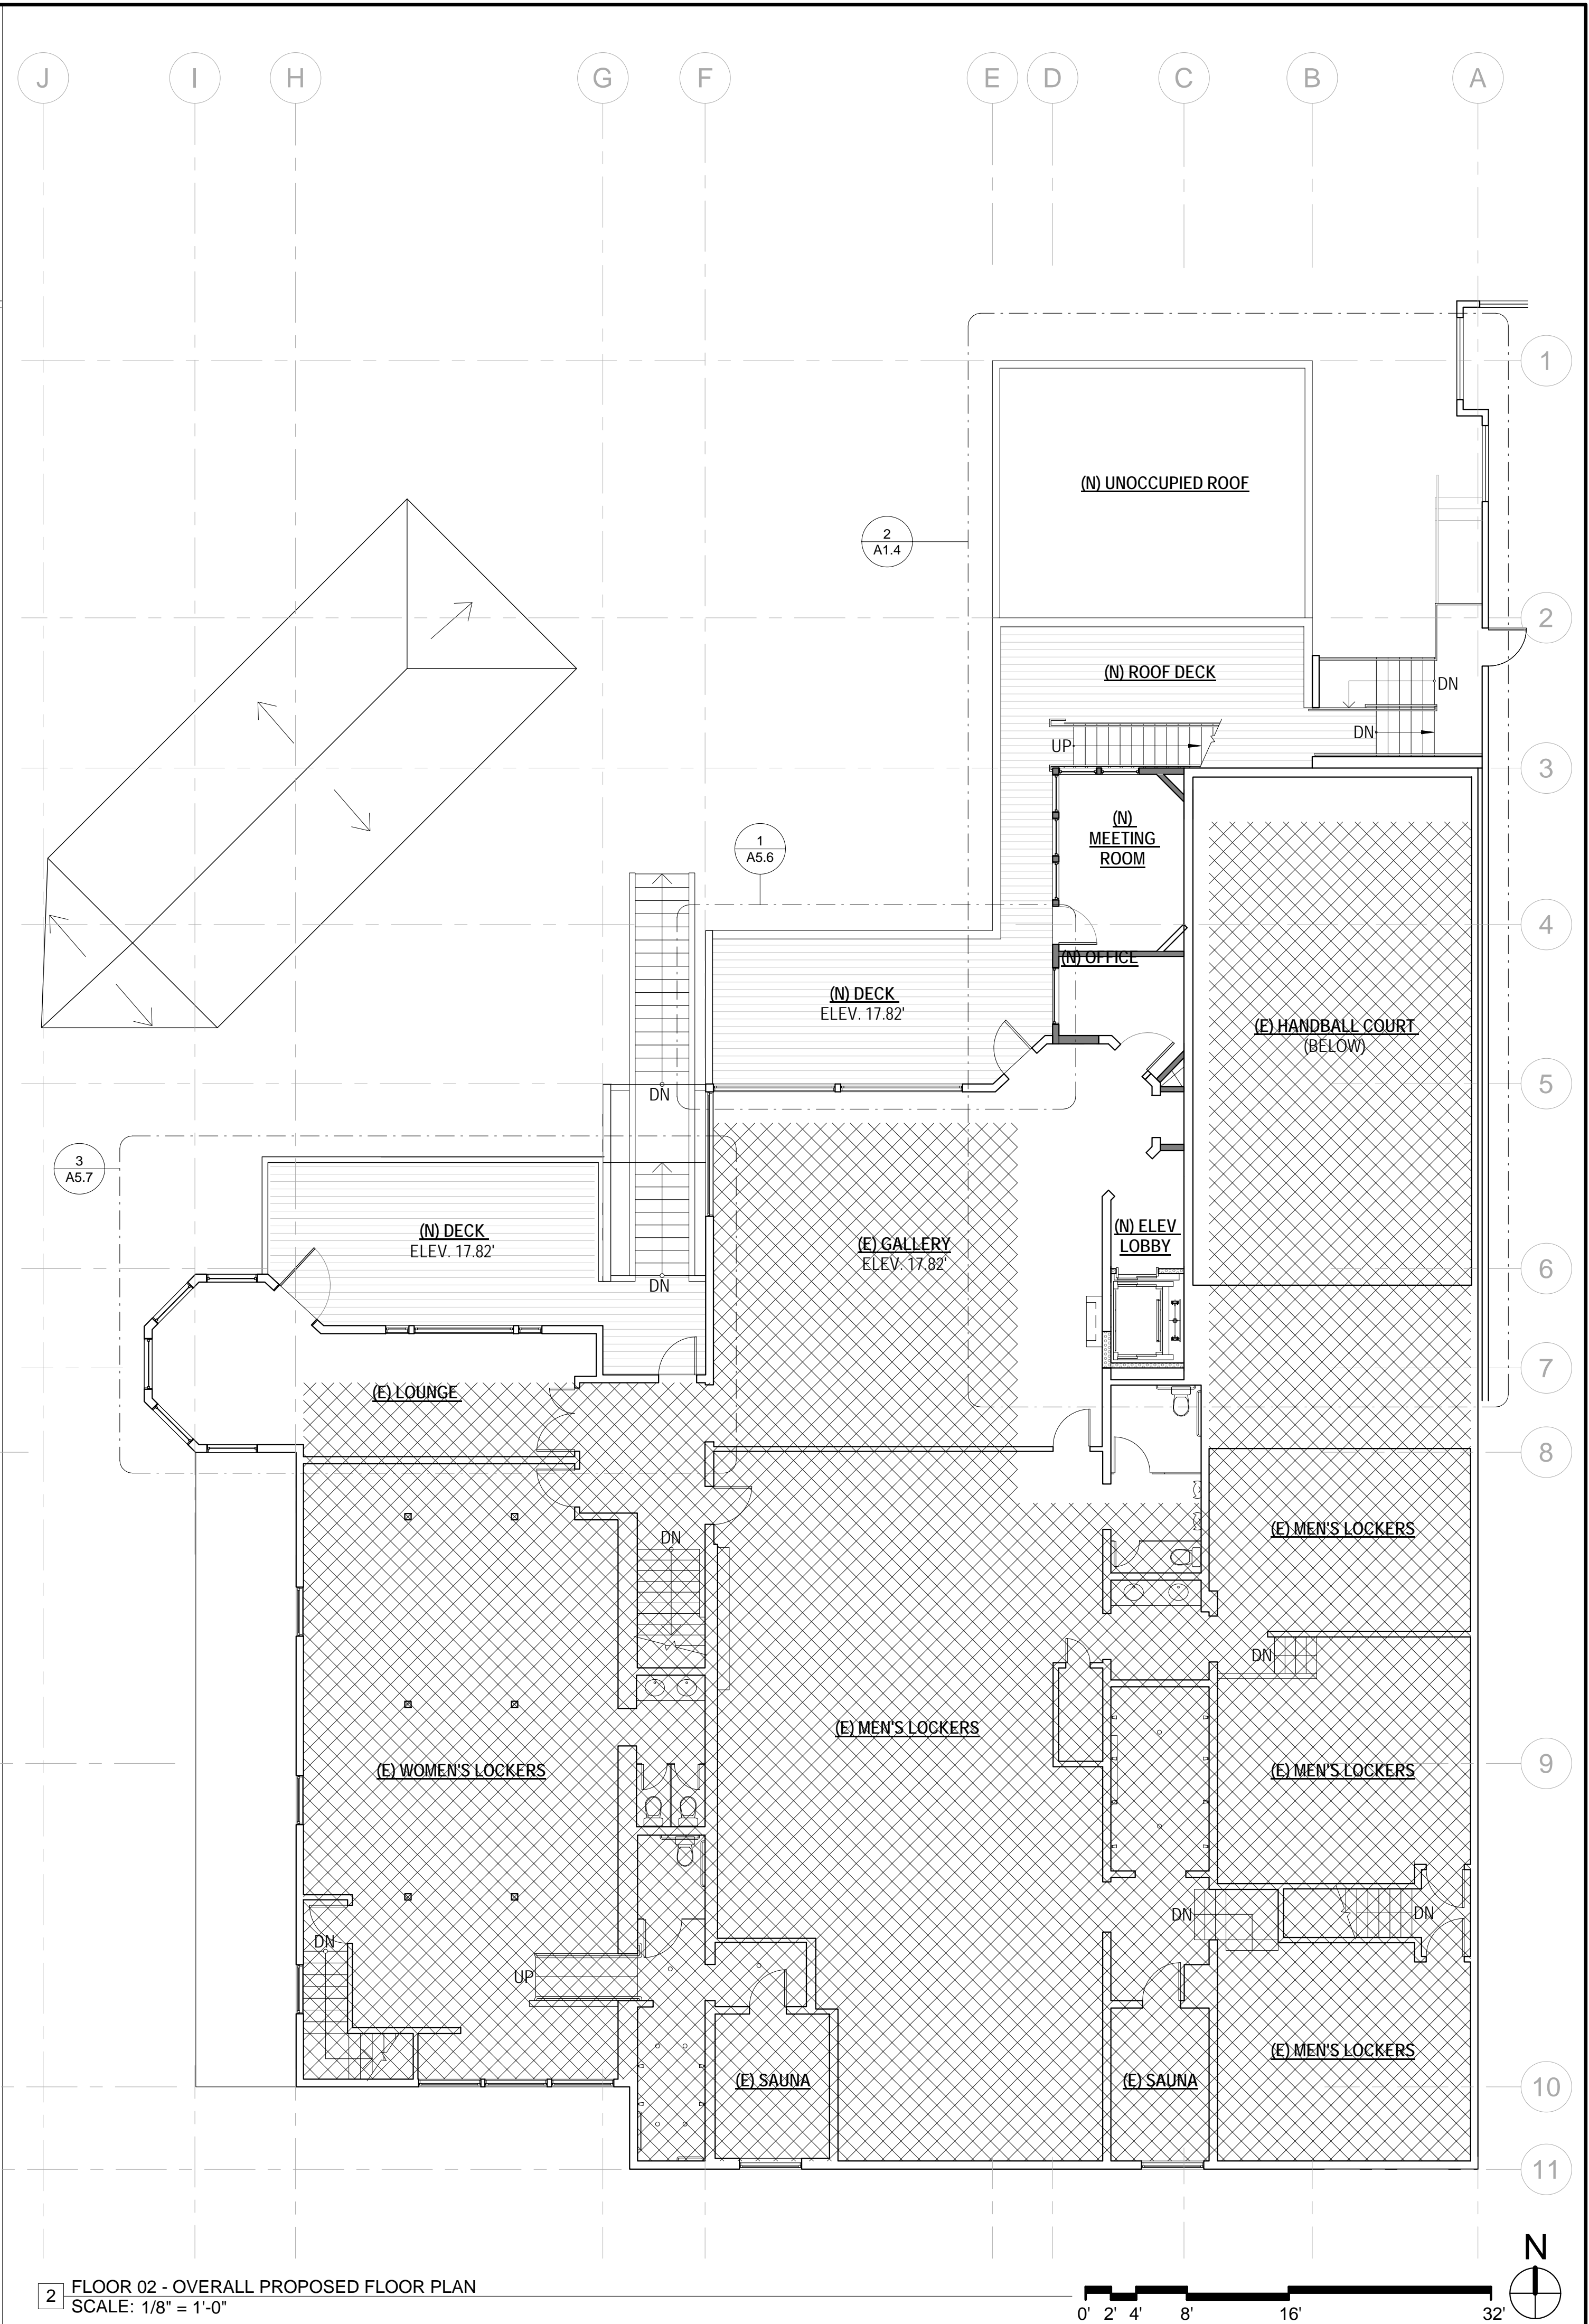 J I H G F E D C B A
1
(N) UNOCCUPIED ROOF
2
A1.4
2
(N) ROOF DECK
DN
DN
UP
3
(N)
MEETING
ROOM
1
A5.6
4
(N) OFFICE
(N) DECK
ELEV. 17.82'
(E) HANDBALL COURT
(BELOW)
5
DN
3
A5.7
(N) DECK
ELEV. 17.82'
(E) GALLERY
ELEV. 17.82'
(N) ELEV
LOBBY
6
DN
7
(E) LOUNGE
8
(E) MEN'S LOCKERS
DN
DN
(E) MEN'S LOCKERS
(E) WOMEN'S LOCKERS
(E) MEN'S LOCKERS
9
DN
DN
DN
UP
(E) MEN'S LOCKERS
(E) SAUNA
(E) SAUNA
10
11
N
2 FLOOR 02 - OVERALL PROPOSED FLOOR PLAN
SCALE: 1/8" = 1'-0"
0' 2' 4' 8' 16' 32'